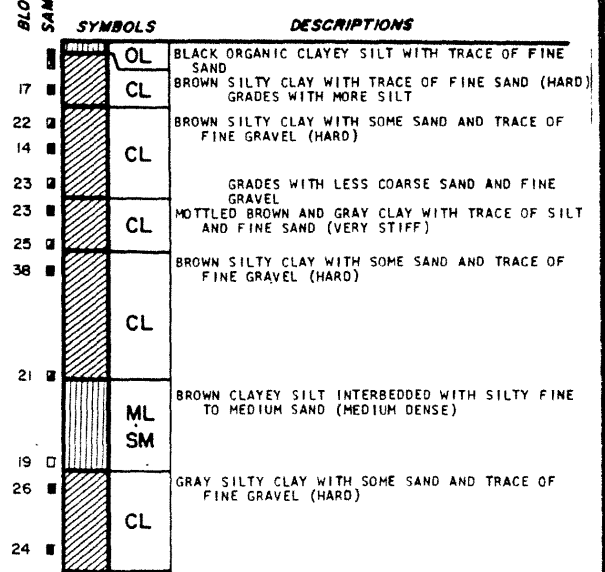 BLO
SAM
SYMBOLS DESCRIPTIONS
OL BLACK ORGANIC CLAYEY SILT WITH TRACE OF FINE
SAND
17 CL BROWN SILTY CLAY WITH TRACE OF FINE SAND (HARD)
GRADES WITH MORE SILT
22 BROWN SILTY CLAY WITH SOME SAND AND TRACE OF
FINE GRAVEL (HARD)
14
CL
23 GRADES WITH LESS COARSE SAND AND FINE
GRAVEL
23 MOTTLED BROWN AND GRAY CLAY WITH TRACE OF SILT
CL AND FINE SAND (VERY STIFF)
25
38 BROWN SILTY CLAY WITH SOME SAND AND TRACE OF
FINE GRAVEL (HARD)
CL
21
BROWN CLAYEY SILT INTERBEDDED WITH SILTY FINE
ML TO MEDIUM SAND (MEDIUM DENSE)
SM
19
26 GRAY SILTY CLAY WITH SOME SAND AND TRACE OF
FINE GRAVEL (HARD)
CL
24